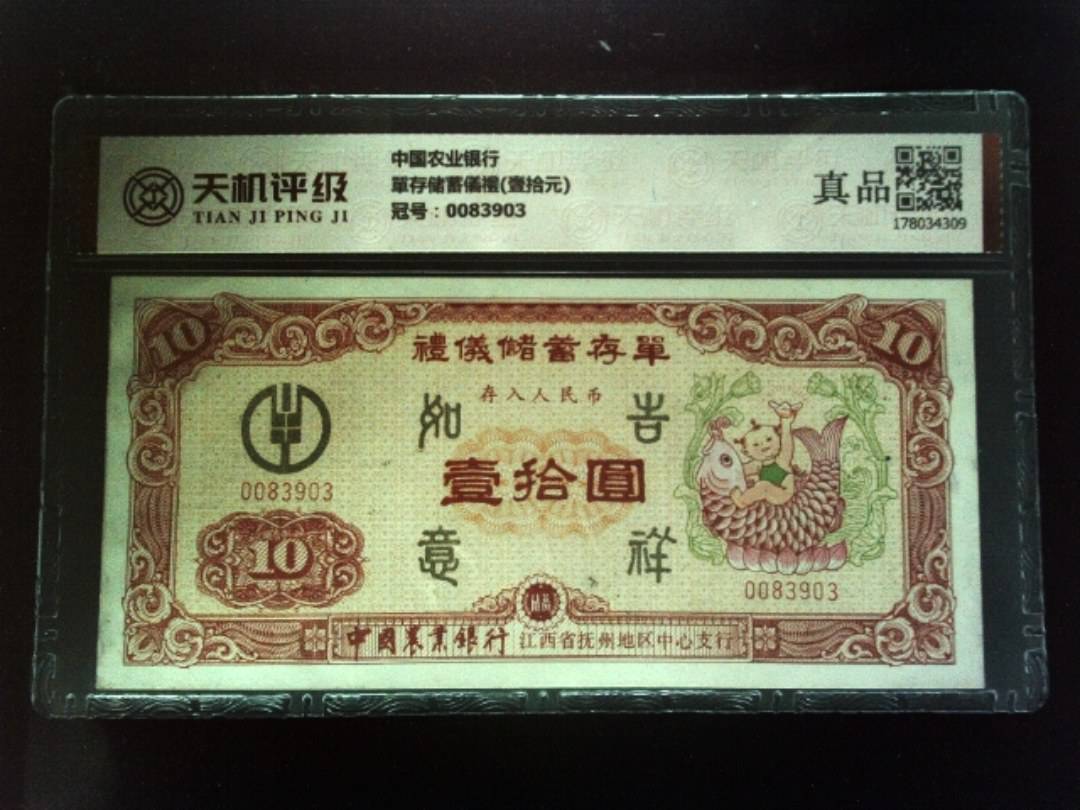 天机评级
TIAN JI PING JI
中国农业银行
單存储蓄儀禮(壹拾元)
冠号：0083903
真品
178034309
10
10
禮儀儲蓄存單
存入人民币
如 吉
壹拾圓
意 祥
0083903
10
0083903
中國農業銀行 江西省抚州地区中心支行